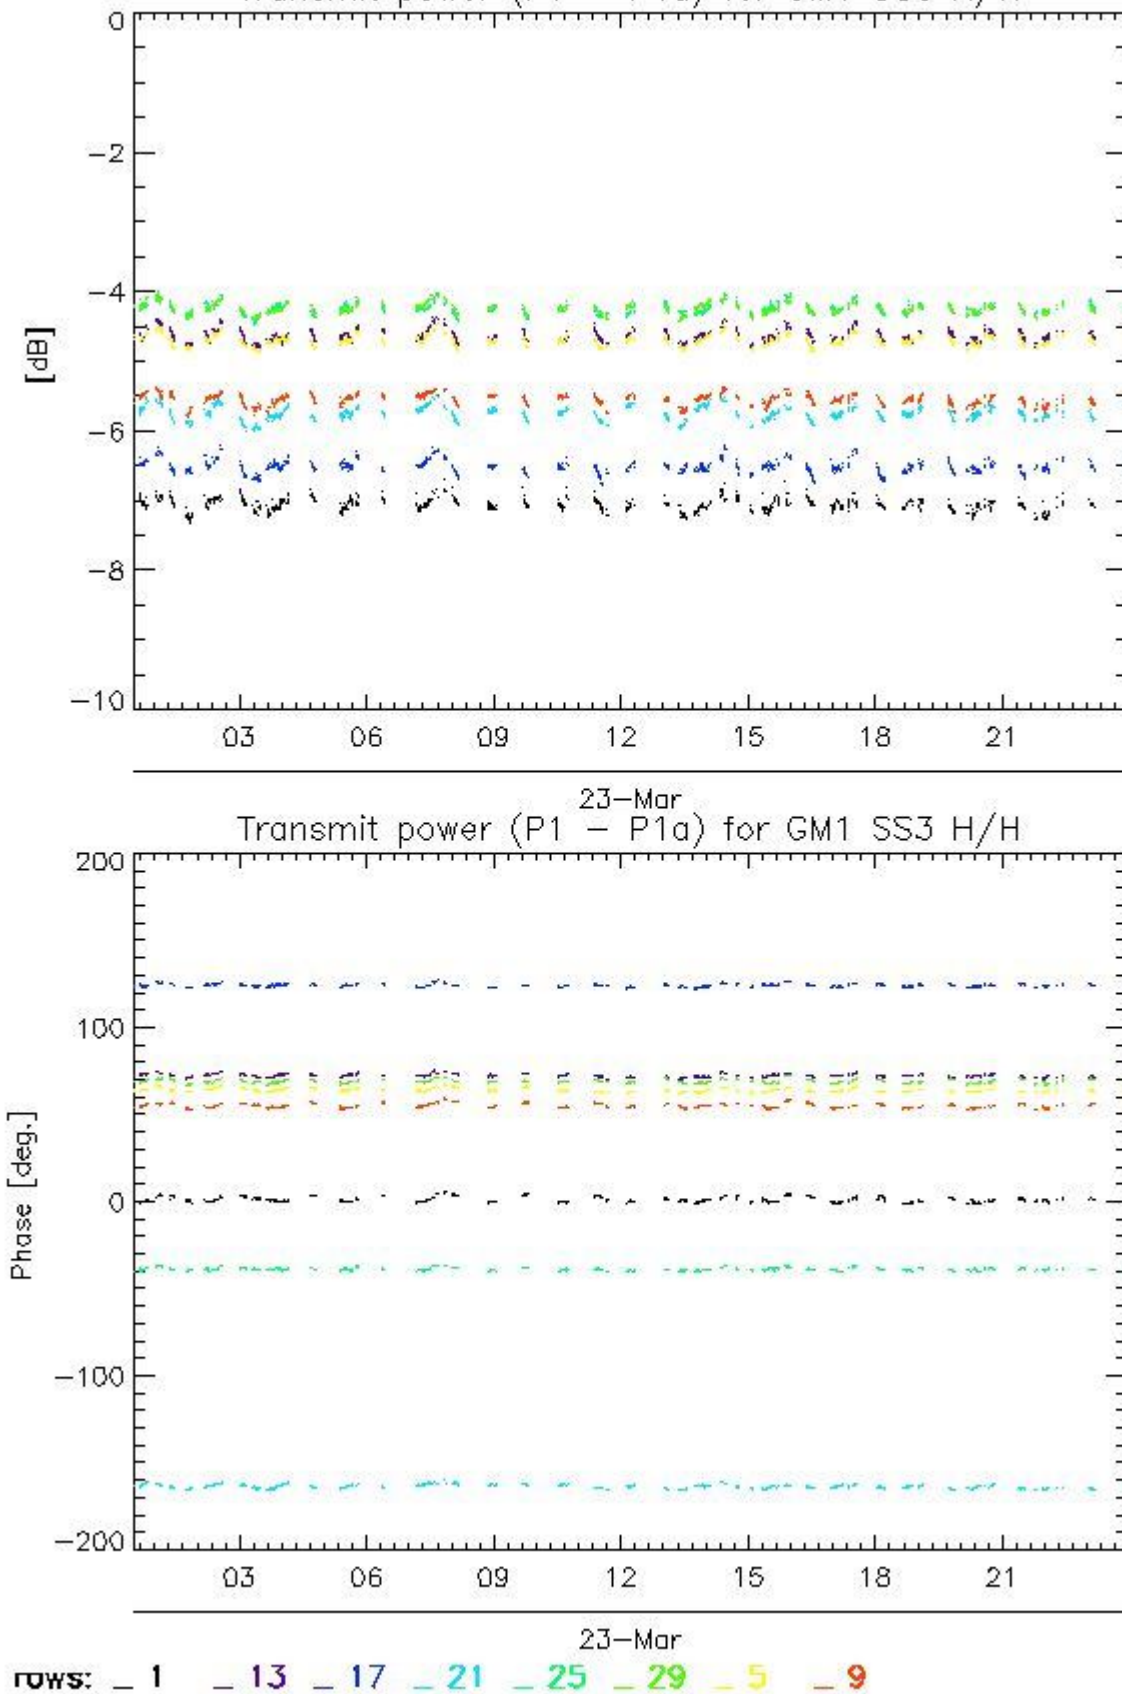 0
−2
−4
−6
−8
−10
[dB]
03 06 09 12 15 18 21
23−Mar
Transmit power (P1 − P1a) for GM1 SS3 H/H
200
100
0
−100
−200
Phase [deg.]
03 06 09 12 15 18 21
23−Mar
rows: _ 1 _ 13 _ 17 _ 21 _ 25 _ 29 _ 5 _ 9